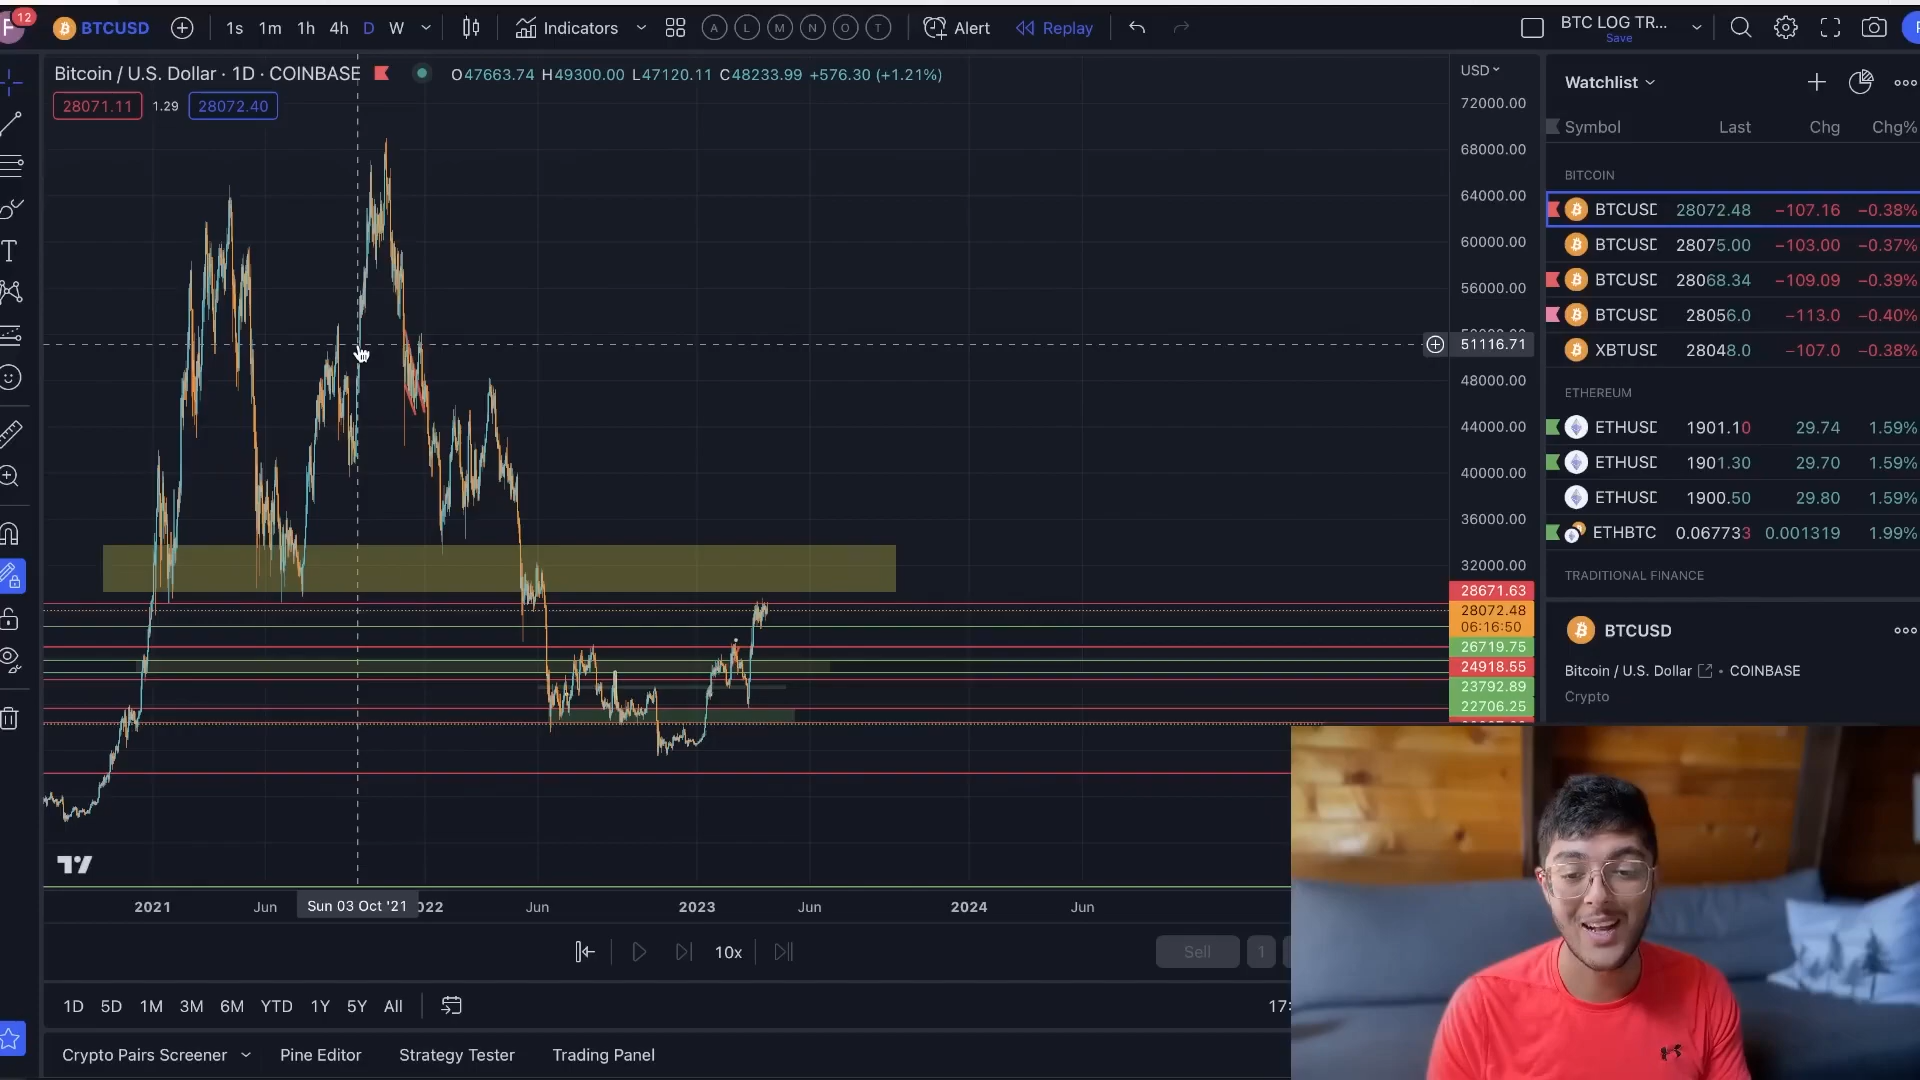 12
BTCUSD
1s 1m 1h 4h D W
Indicators
A L M N O T
Alert
Replay
BTC LOG TR...
Save
Bitcoin / U.S. Dollar · 1D · COINBASE
O47663.74 H49300.00 L47120.11 C48233.99 +576.30 (+1.21%)
28071.11 1.29 28072.40
USD
72000.00
68000.00
64000.00
60000.00
56000.00
51116.71
48000.00
44000.00
40000.00
36000.00
32000.00
28671.63
28072.48
06:16:50
26719.75
24918.55
23792.89
22706.25
2021 Jun Sun 03 Oct '21 022 Jun 2023 Jun 2024 Jun
10x
Sell 1
1D 5D 1M 3M 6M YTD 1Y 5Y All
17:
Crypto Pairs Screener Pine Editor Strategy Tester Trading Panel
Watchlist
Symbol Last Chg Chg%
BITCOIN
BTCUSD 28072.48 −107.16 −0.38%
BTCUSD 28075.00 −103.00 −0.37%
BTCUSD 28068.34 −109.09 −0.39%
BTCUSD 28056.0 −113.0 −0.40%
XBTUSD 28048.0 −107.0 −0.38%
ETHEREUM
ETHUSD 1901.10 29.74 1.59%
ETHUSD 1901.30 29.70 1.59%
ETHUSD 1900.50 29.80 1.59%
ETHBTC 0.067733 0.001319 1.99%
TRADITIONAL FINANCE
BTCUSD
Bitcoin / U.S. Dollar • COINBASE
Crypto